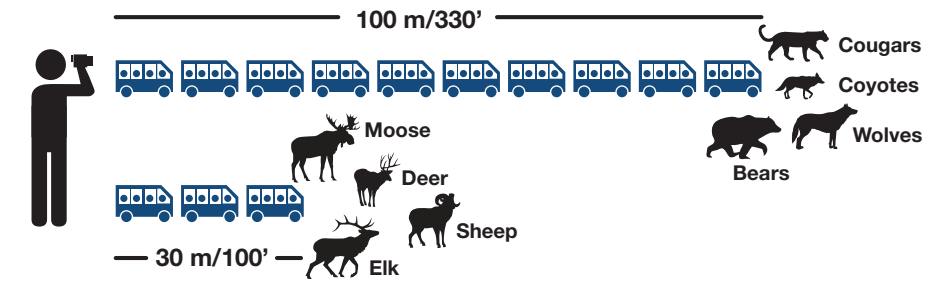 100 m/330’
Cougars
Coyotes
Moose
Wolves
Bears
Deer
Sheep
30 m/100’
Elk